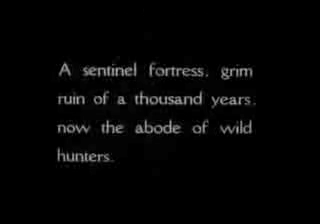 A sentinel fortress, grim
ruin of a thousand years,
now the abode of wild
hunters.